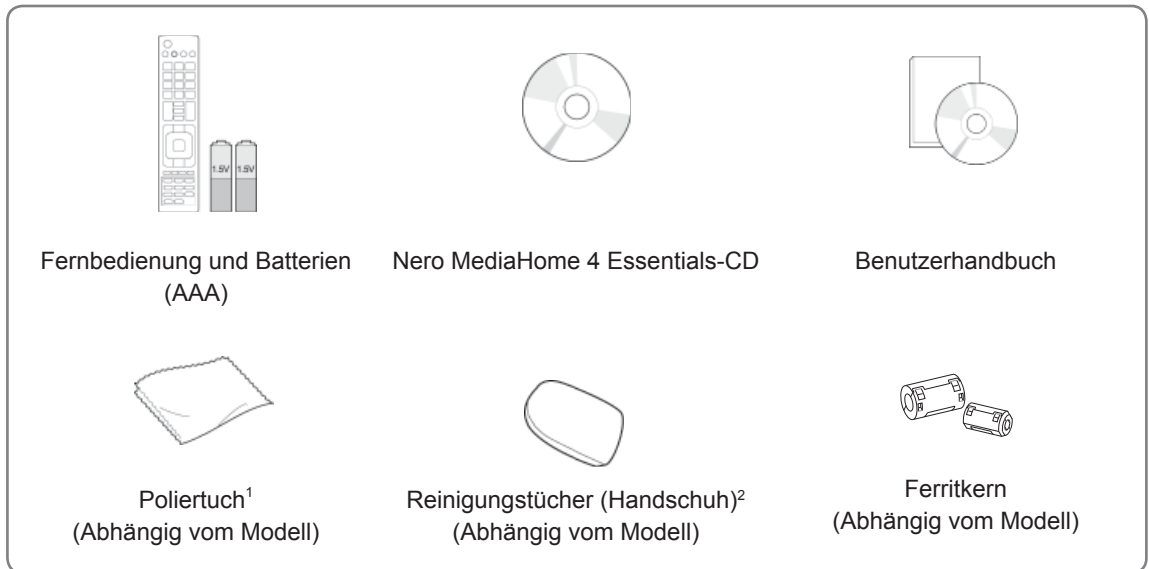 1.5V 1.5V
Fernbedienung und Batterien
(AAA)
Nero MediaHome 4 Essentials-CD
Benutzerhandbuch
Poliertuch¹
(Abhängig vom Modell)
Reinigungstücher (Handschuh)²
(Abhängig vom Modell)
Ferritkern
(Abhängig vom Modell)